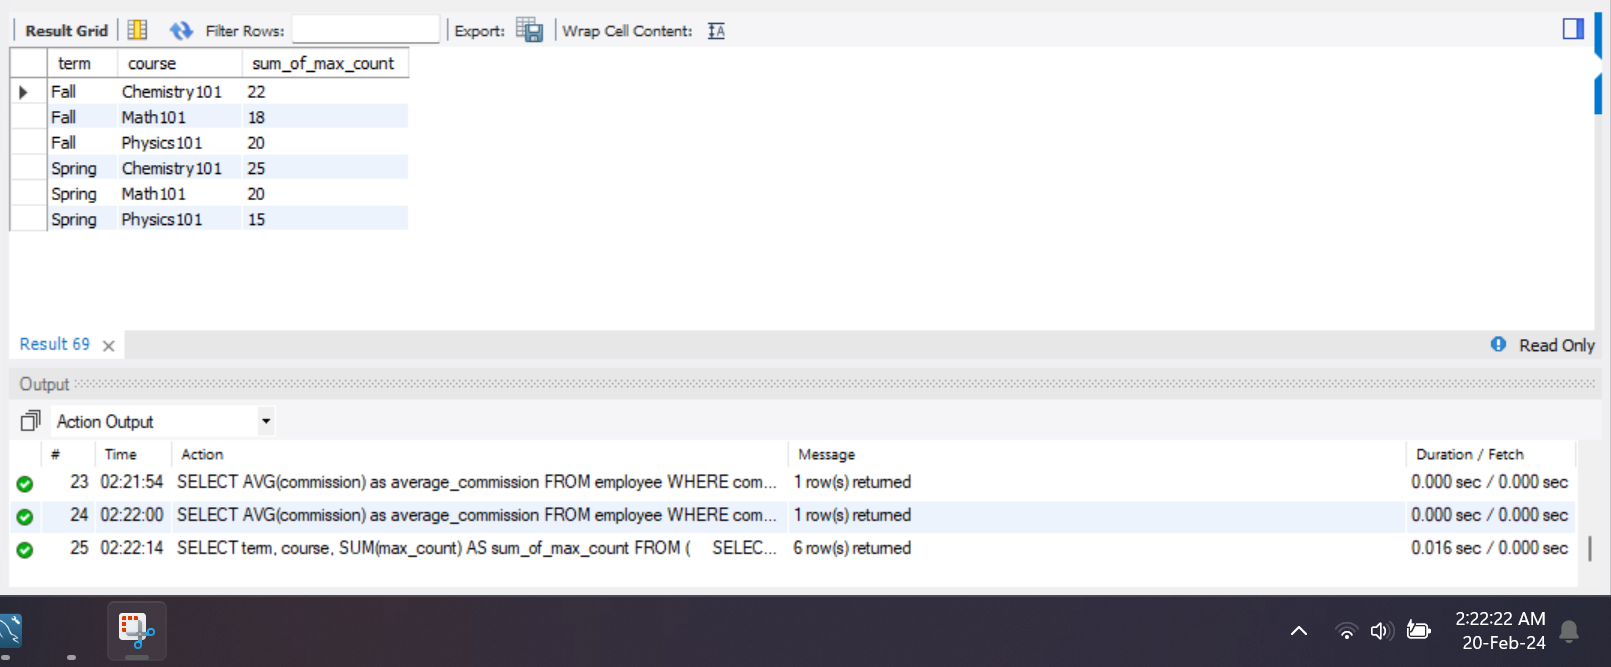 Result Grid Filter Rows: Export: Wrap Cell Content:
term course sum_of_max_count
Fall Chemistry101 22
Fall Math101 18
Fall Physics101 20
Spring Chemistry101 25
Spring Math101 20
Spring Physics101 15
Result 69 Read Only
Output
Action Output
# Time Action Message Duration / Fetch
23 02:21:54 SELECT AVG(commission) as average_commission FROM employee WHERE com... 1 row(s) returned 0.000 sec / 0.000 sec
24 02:22:00 SELECT AVG(commission) as average_commission FROM employee WHERE com... 1 row(s) returned 0.000 sec / 0.000 sec
25 02:22:14 SELECT term, course, SUM(max_count) AS sum_of_max_count FROM ( SELEC... 6 row(s) returned 0.016 sec / 0.000 sec
2:22:22 AM
20-Feb-24